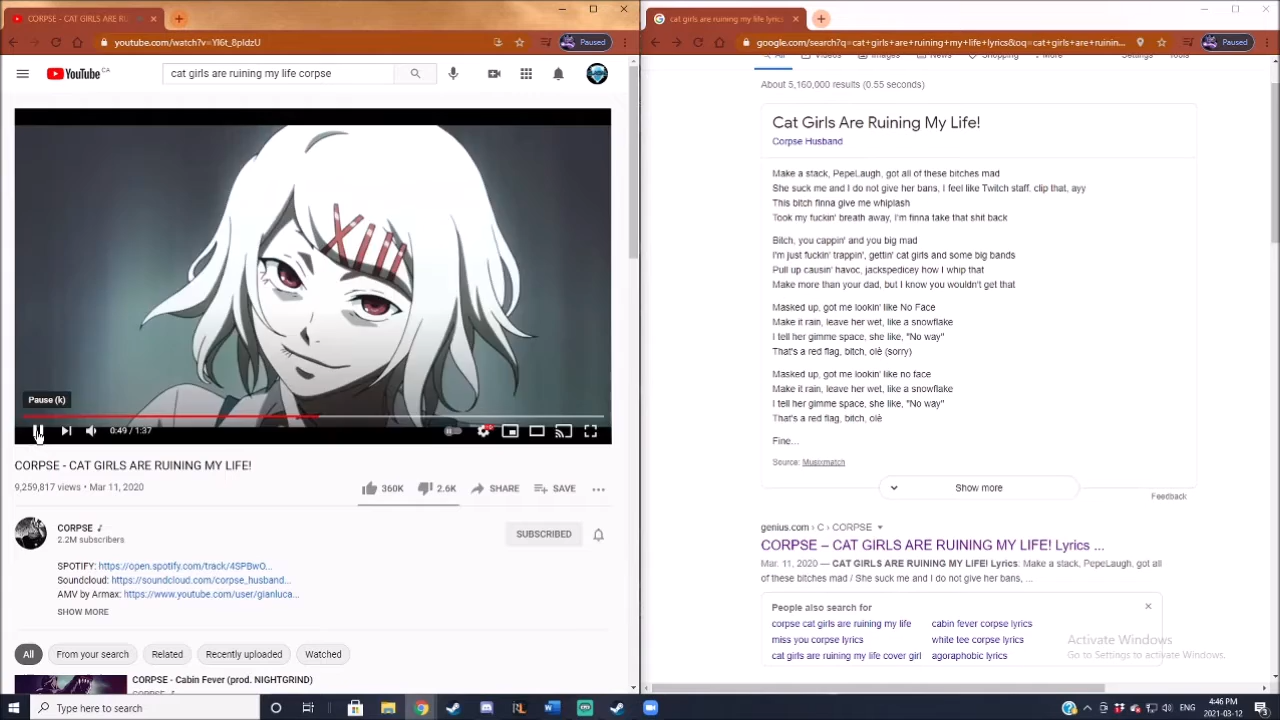 CORPSE - CAT GIRLS ARE RU
youtube.com/watch?v=
Paused
YouTube CA
cat girls are ruining my life corpse
XIII
Pause (k)
0:49 / 1:37
CORPSE - CAT GIRLS ARE RUINING MY LIFE!
9,259,817 views • Mar 11, 2020
360K
2.6K
SHARE
SAVE
CORPSE
2.2M subscribers
SUBSCRIBED
SPOTIFY: https://open.spotify.com/track/4SPBwO...
Soundcloud: https://soundcloud.com/corpse_husband...
AMV by Armax: https://www.youtube.com/user/gianluca...
SHOW MORE
All
From your search
Related
Recently uploaded
Watched
CORPSE - Cabin Fever (prod. NIGHTGRIND)
CORPSE
cat girls are ruining my life lyrics
google.com/search?q=cat+girls+are+ruining+my+life+lyrics&oq=cat+girls+are+ruinin...
Paused
All
Videos
Images
News
Shopping
More
Settings
Tools
About 5,160,000 results (0.55 seconds)
Cat Girls Are Ruining My Life!
Corpse Husband
Make a stack, PepeLaugh, got all of these bitches mad
She suck me and I do not give her bans, I feel like Twitch staff. clip that, ayy
This bitch finna give me whiplash
Took my fuckin' breath away, I'm finna take that shit back
Bitch, you cappin' and you big mad
I'm just fuckin' trappin', gettin' cat girls and some big bands
Pull up causin' havoc, jackspedicey how I whip that
Make more than your dad, but I know you wouldn't get that
Masked up, got me lookin' like No Face
Make it rain, leave her wet, like a snowflake
I tell her gimme space, she like, "No way"
That's a red flag, bitch, olè (sorry)
Masked up, got me lookin' like no face
Make it rain, leave her wet, like a snowflake
I tell her gimme space, she like, "No way"
That's a red flag, bitch, olè
Fine...
Source: Musixmatch
Show more
Feedback
genius.com › C › CORPSE
CORPSE – CAT GIRLS ARE RUINING MY LIFE! Lyrics ...
Mar. 11, 2020 — CAT GIRLS ARE RUINING MY LIFE! Lyrics: Make a stack, PepeLaugh, got all
of these bitches mad / She suck me and I do not give her bans, ...
People also search for
corpse cat girls are ruining my life
cabin fever corpse lyrics
miss you corpse lyrics
white tee corpse lyrics
cat girls are ruining my life cover girl
agoraphobic lyrics
Activate Windows
Go to Settings to activate Windows.
Type here to search
ENG
4:46 PM
2021-03-12